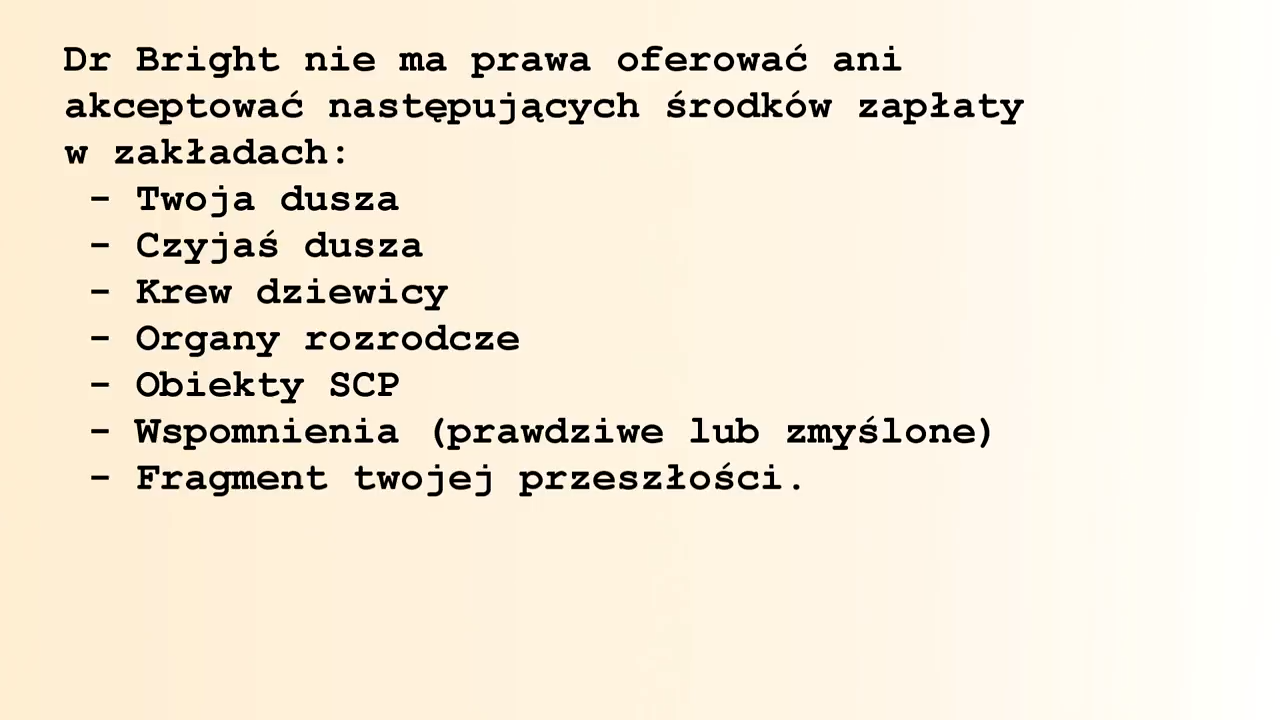 Dr Bright nie ma prawa oferować ani
akceptować następujących środków zapłaty
w zakładach:
- Twoja dusza
- Czyjaś dusza
- Krew dziewicy
- Organy rozrodcze
- Obiekty SCP
- Wspomnienia (prawdziwe lub zmyślone)
- Fragment twojej przeszłości.